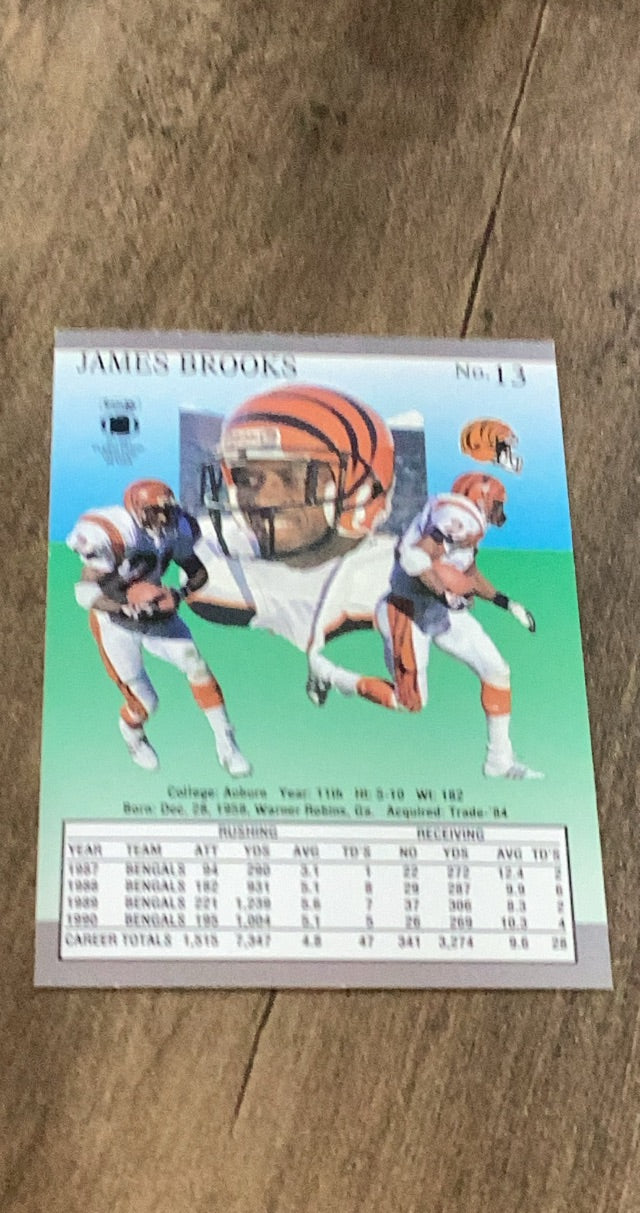 JAMES BROOKS No. 13
College: Auburn Year: 11th Ht: 5-10 Wt: 182
Born: Dec. 28, 1958, Warner Robins, Ga. Acquired: Trade-'84
RUSHING RECEIVING
YEAR TEAM ATT YDS AVG TD'S NO YDS AVG TD'S
1987 BENGALS 94 290 3.1 1 22 272 12.4 2
1988 BENGALS 182 931 5.1 8 29 287 9.9 6
1989 BENGALS 221 1,239 5.6 7 37 306 8.3 2
1990 BENGALS 195 1,004 5.1 5 26 269 10.3 4
CAREER TOTALS 1,515 7,347 4.8 47 341 3,274 9.6 28